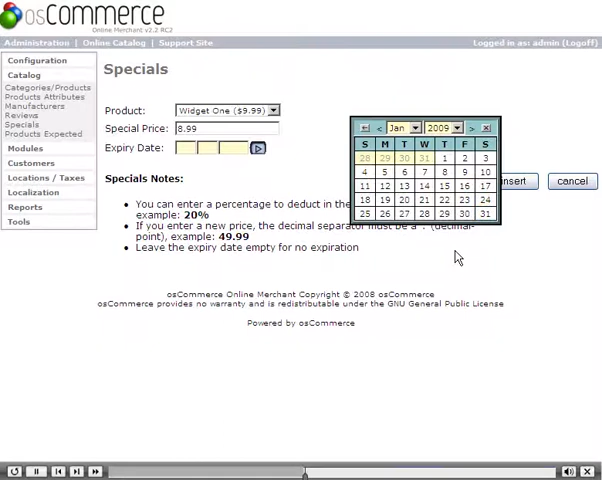 osCommerce
Online Merchant v2.2 RC2
Administration | Online Catalog | Support Site
Logged in as: admin (Logoff)
Configuration
Catalog
Categories/Products
Products Attributes
Manufacturers
Reviews
Specials
Products Expected
Modules
Customers
Locations / Taxes
Localization
Reports
Tools
Specials
Product: Widget One ($9.99)
Special Price: 8.99
Expiry Date:
< Jan 2009 >
S M T W T F S
28 29 30 31 1 2 3
4 5 6 7 8 9 10
11 12 13 14 15 16 17
18 19 20 21 22 23 24
25 26 27 28 29 30 31
insert cancel
Specials Notes:
You can enter a percentage to deduct in the
example: 20%
If you enter a new price, the decimal separator must be a '.' (decimal-
point), example: 49.99
Leave the expiry date empty for no expiration
osCommerce Online Merchant Copyright © 2008 osCommerce
osCommerce provides no warranty and is redistributable under the GNU General Public License
Powered by osCommerce